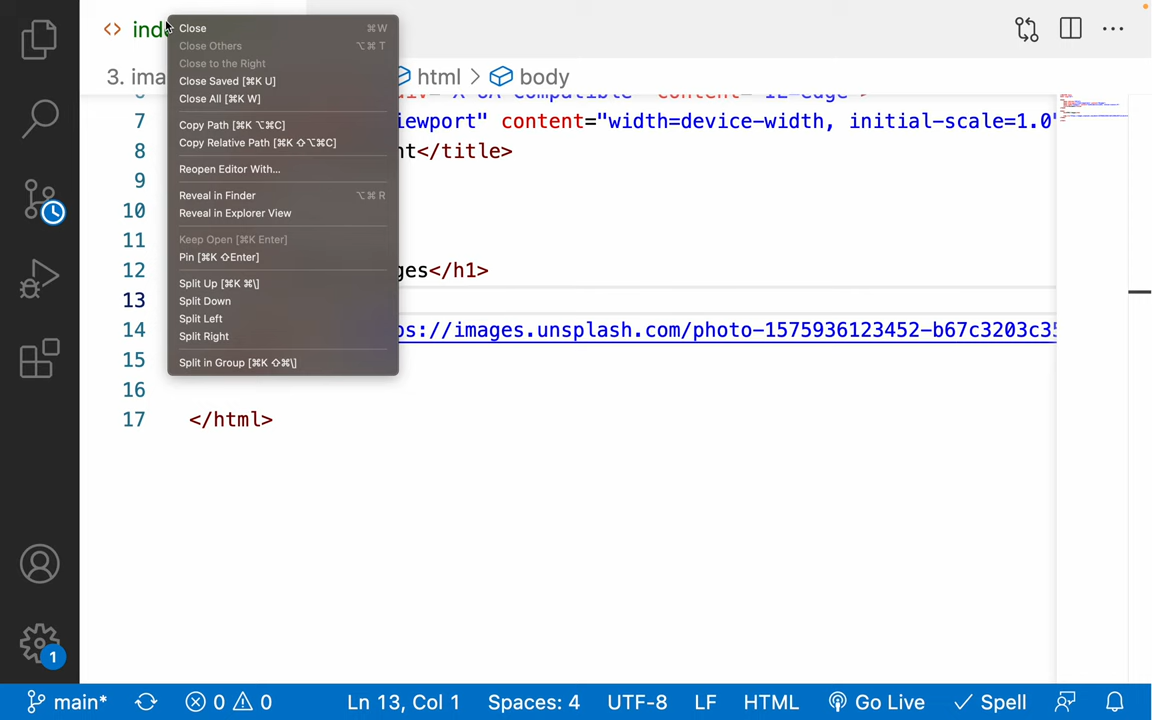 <> ind
3. ima
html > body
Close ⌘W
Close Others ⌥⌘T
Close to the Right
Close Saved [⌘K U]
Close All [⌘K W]
Copy Path [⌘K ⌥⌘C]
Copy Relative Path [⌘K ⇧⌥⌘C]
Reopen Editor With...
Reveal in Finder ⌥⌘R
Reveal in Explorer View
Keep Open [⌘K Enter]
Pin [⌘K ⇧Enter]
Split Up [⌘K ⌘\]
Split Down
Split Left
Split Right
Split in Group [⌘K ⇧⌘\]
7 iewport" content="width=device-width, initial-scale=1.0"
8 nt</title>
9
10
11
12 ges</h1>
13
14 ps://images.unsplash.com/photo-1575936123452-b67c3203c35
15
16
17 </html>
1
main* 0 0 Ln 13, Col 1 Spaces: 4 UTF-8 LF HTML Go Live Spell